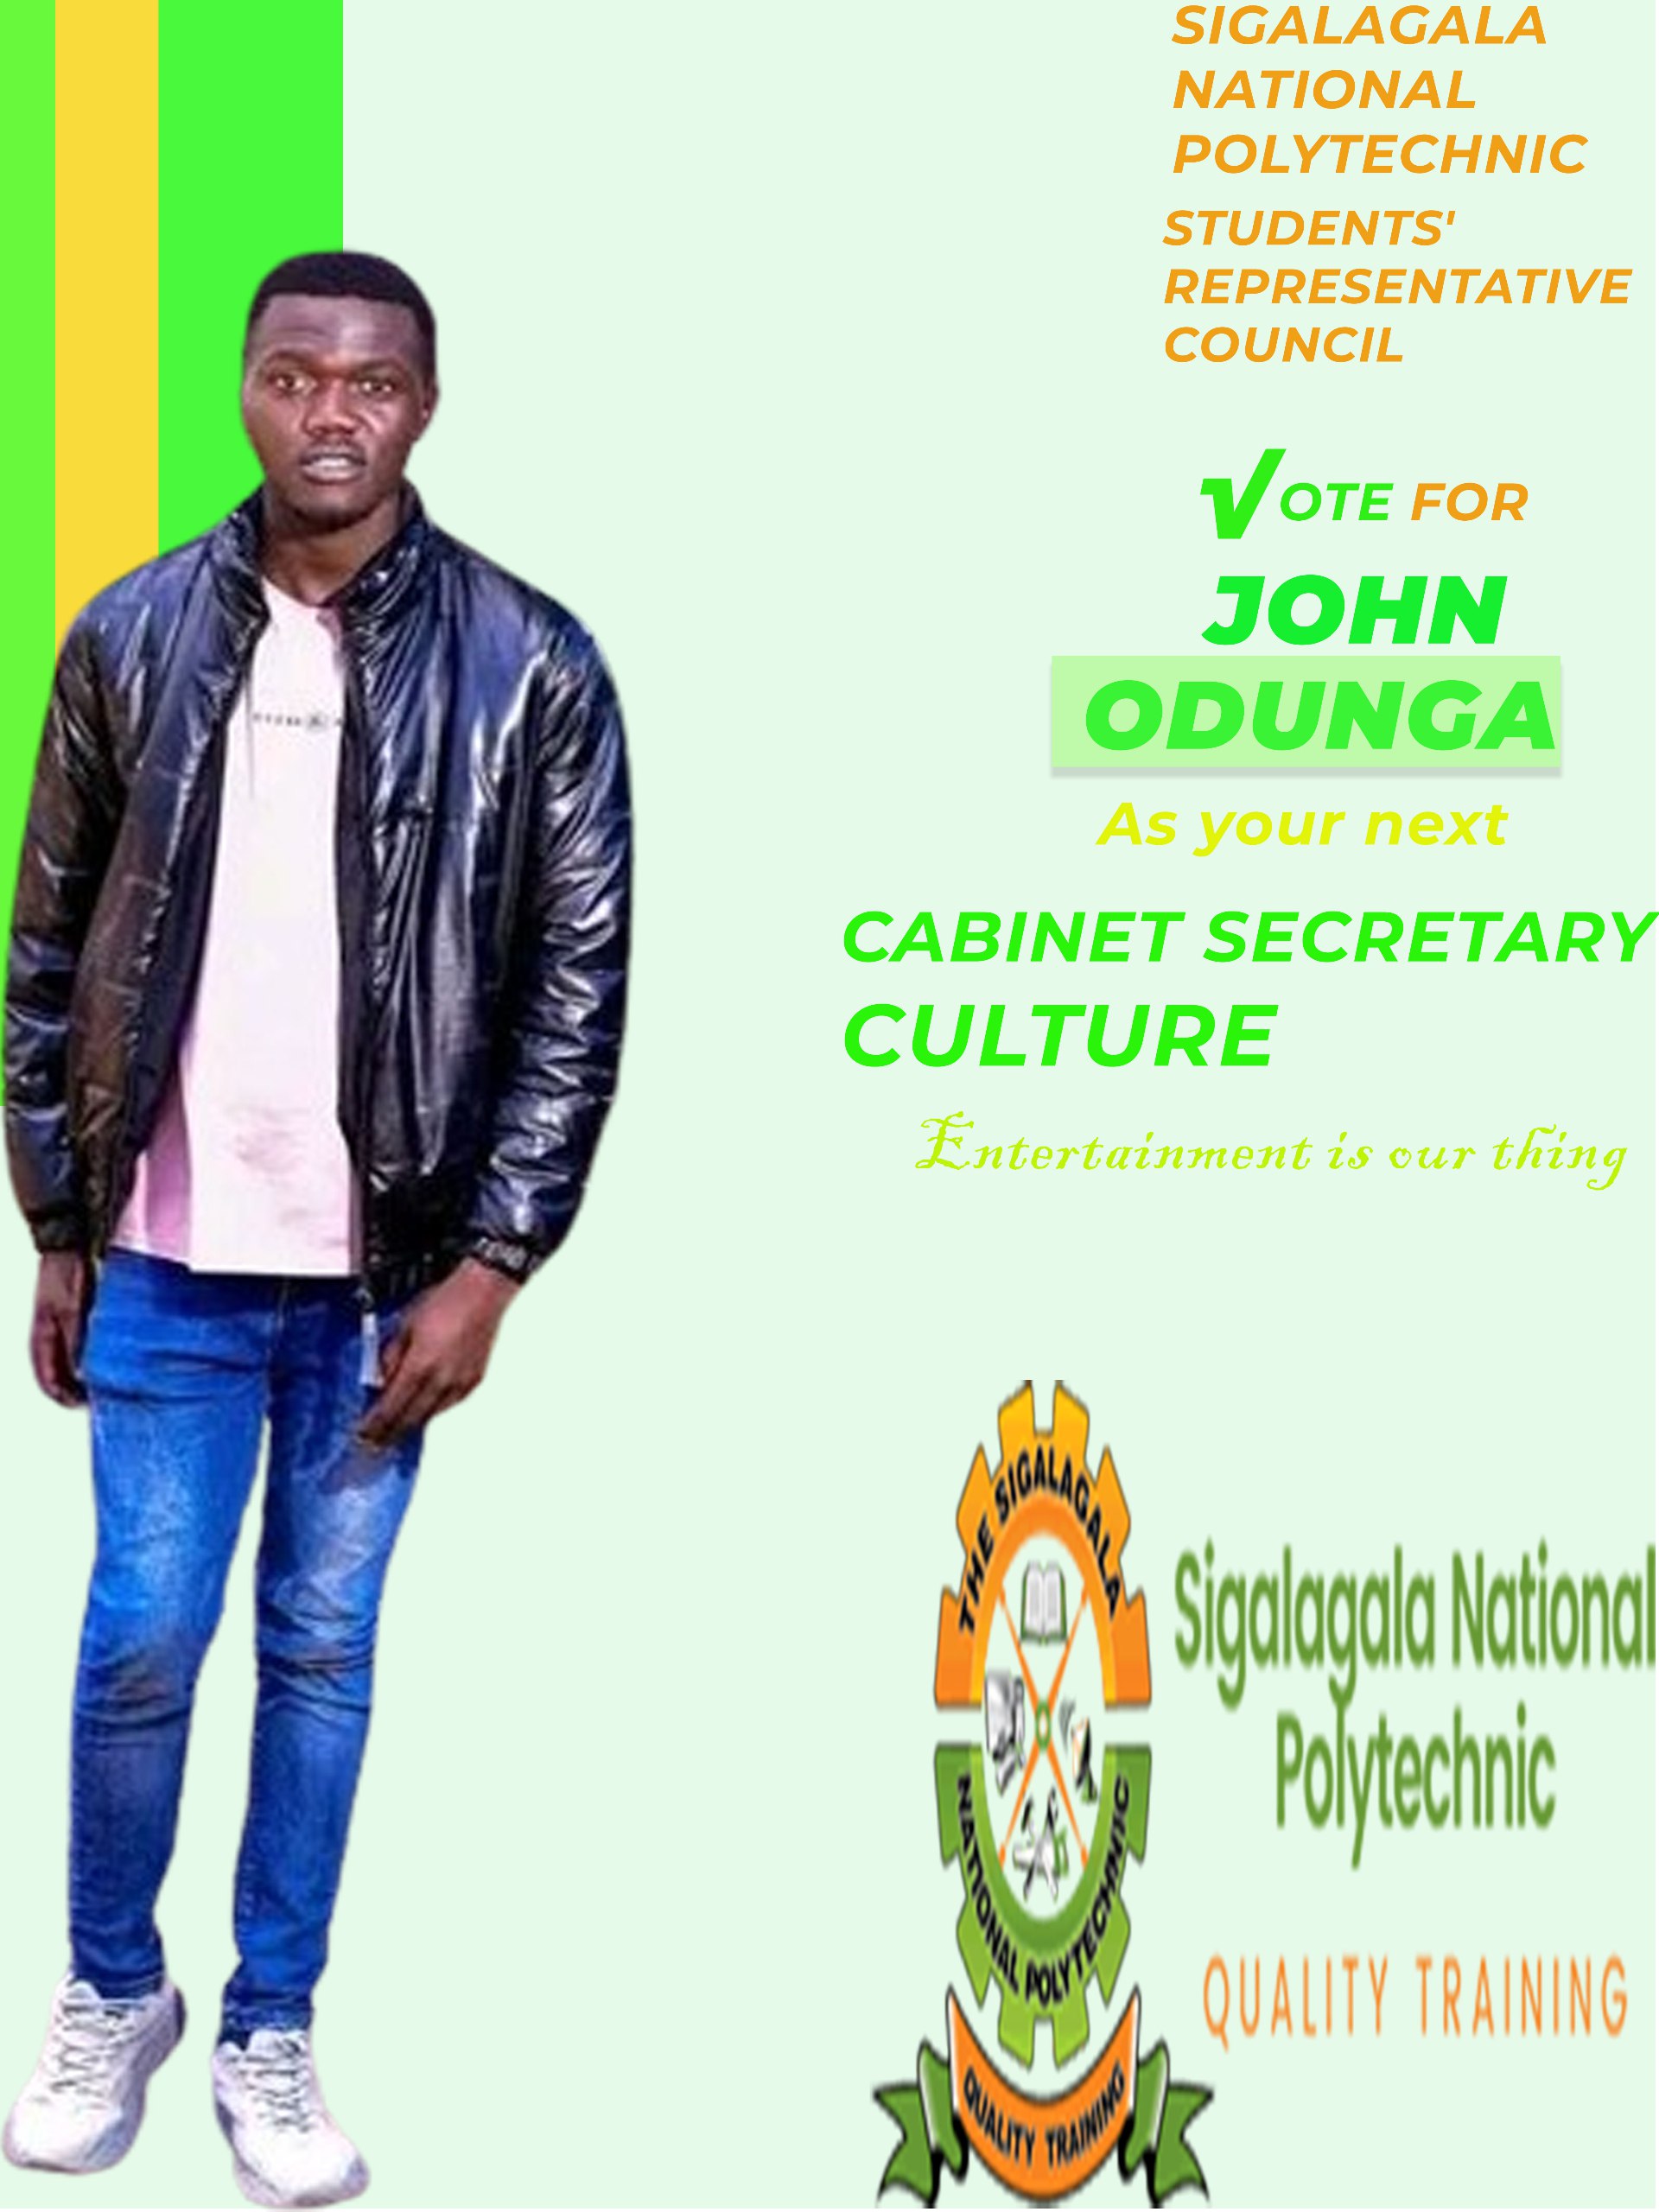 SIGALAGALA
NATIONAL
POLYTECHNIC
STUDENTS'
REPRESENTATIVE
COUNCIL
VOTE FOR
JOHN
ODUNGA
As your next
CABINET SECRETARY
CULTURE
Entertainment is our thing
THE SIGALAGALA
NATIONAL POLYTECHNIC
QUALITY TRAINING
Sigalagala National
Polytechnic
QUALITY TRAINING